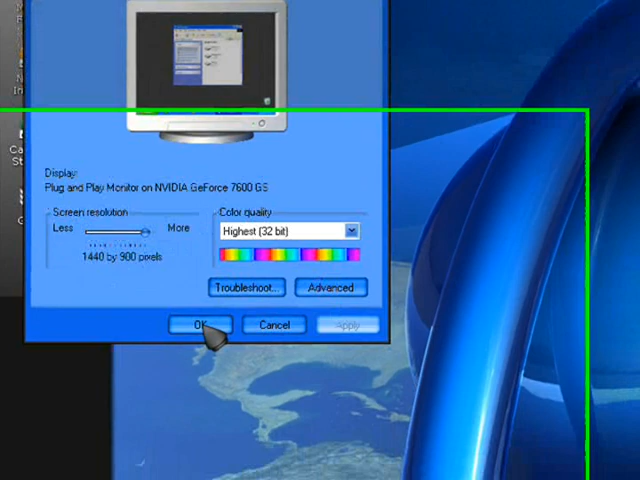 Display:
Plug and Play Monitor on NVIDIA GeForce 7600 GS
Screen resolution
Less
More
1440 by 900 pixels
Color quality
Highest (32 bit)
Troubleshoot...
Advanced
OK
Cancel
Apply